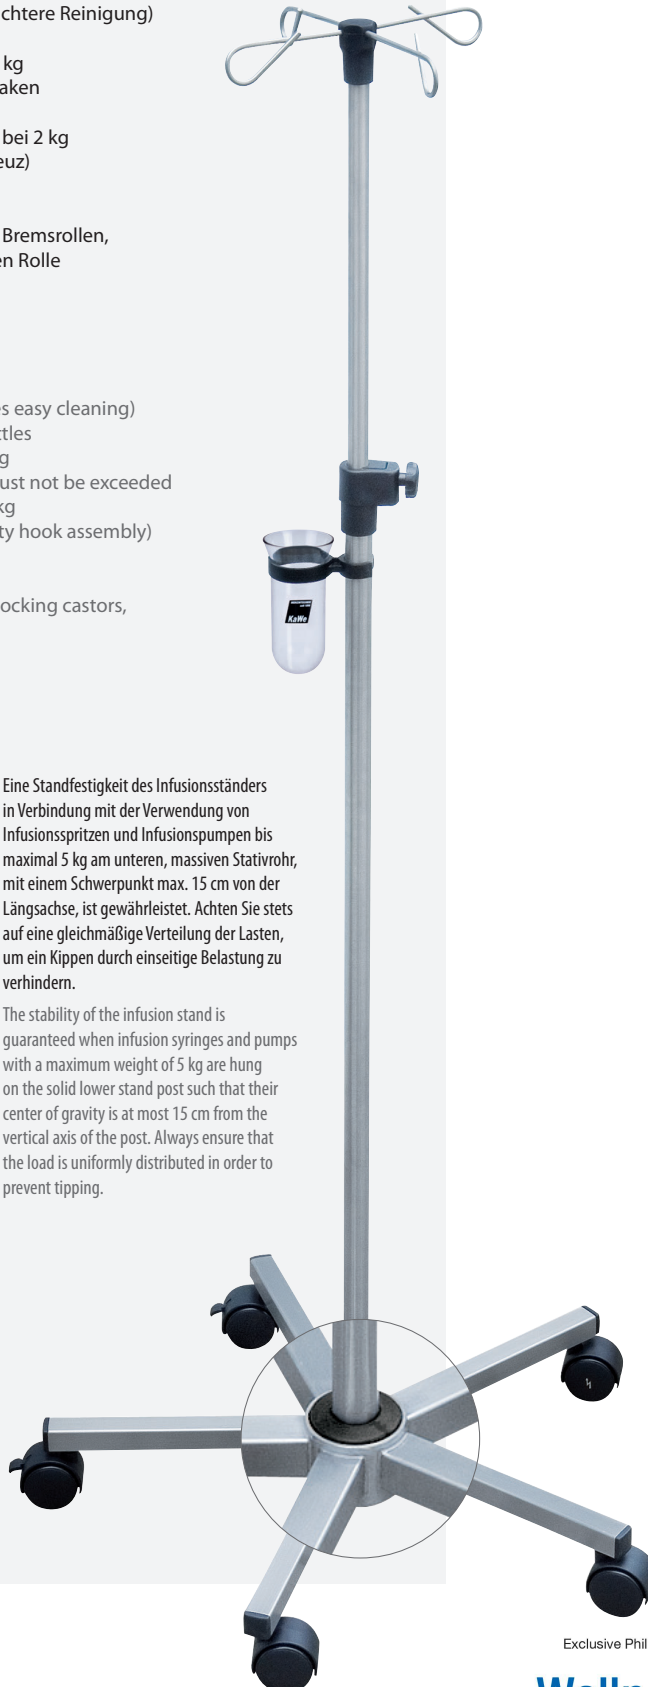 chtere Reinigung)
kg
aken
bei 2 kg
euz)
Bremsrollen,
en Rolle
s easy cleaning)
ttles
g
ust not be exceeded
kg
ty hook assembly)
ocking castors,
KaWe
Eine Standfestigkeit des Infusionsständers
in Verbindung mit der Verwendung von
Infusionsspritzen und Infusionspumpen bis
maximal 5 kg am unteren, massiven Stativrohr,
mit einem Schwerpunkt max. 15 cm von der
Längsachse, ist gewährleistet. Achten Sie stets
auf eine gleichmäßige Verteilung der Lasten,
um ein Kippen durch einseitige Belastung zu
verhindern.
The stability of the infusion stand is
guaranteed when infusion syringes and pumps
with a maximum weight of 5 kg are hung
on the solid lower stand post such that their
center of gravity is at most 15 cm from the
vertical axis of the post. Always ensure that
the load is uniformly distributed in order to
prevent tipping.
Exclusive Phil